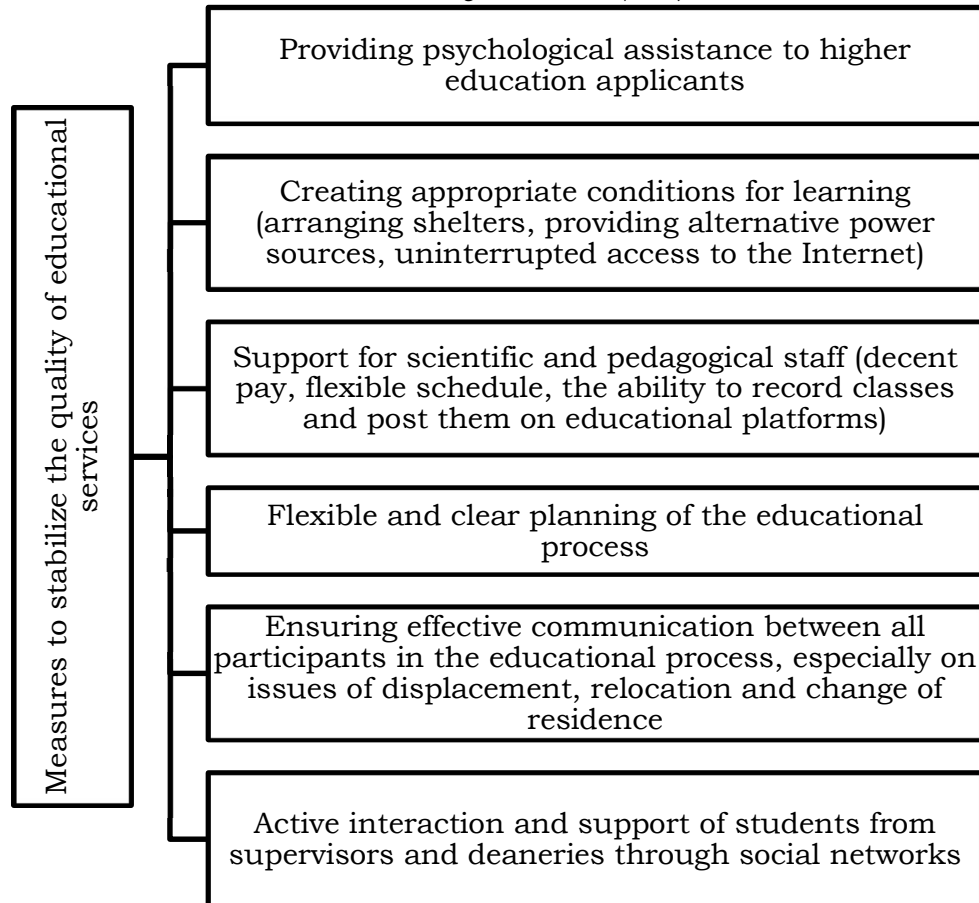 Measures to stabilize the quality of educational
services
Providing psychological assistance to higher
education applicants
Creating appropriate conditions for learning
(arranging shelters, providing alternative power
sources, uninterrupted access to the Internet)
Support for scientific and pedagogical staff (decent
pay, flexible schedule, the ability to record classes
and post them on educational platforms)
Flexible and clear planning of the educational
process
Ensuring effective communication between all
participants in the educational process, especially on
issues of displacement, relocation and change of
residence
Active interaction and support of students from
supervisors and deaneries through social networks